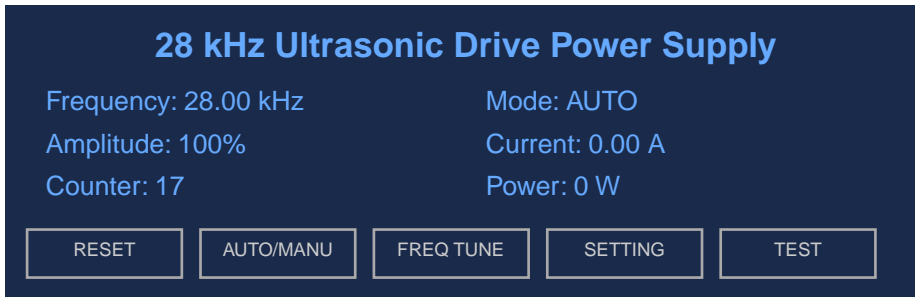 28 kHz Ultrasonic Drive Power Supply
Frequency: 28.00 kHz
Mode: AUTO
Amplitude: 100%
Current: 0.00 A
Counter: 17
Power: 0 W
RESET
AUTO/MANU
FREQ TUNE
SETTING
TEST